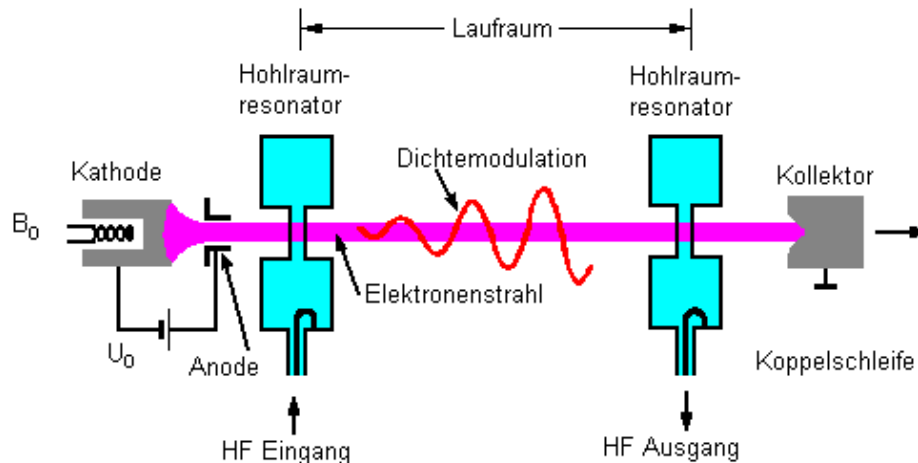 Laufraum
Hohlraum-
resonator
Hohlraum-
resonator
Dichtemodulation
Kathode
Kollektor
B0
Elektronenstrahl
U0
Anode
Koppelschleife
HF Eingang
HF Ausgang